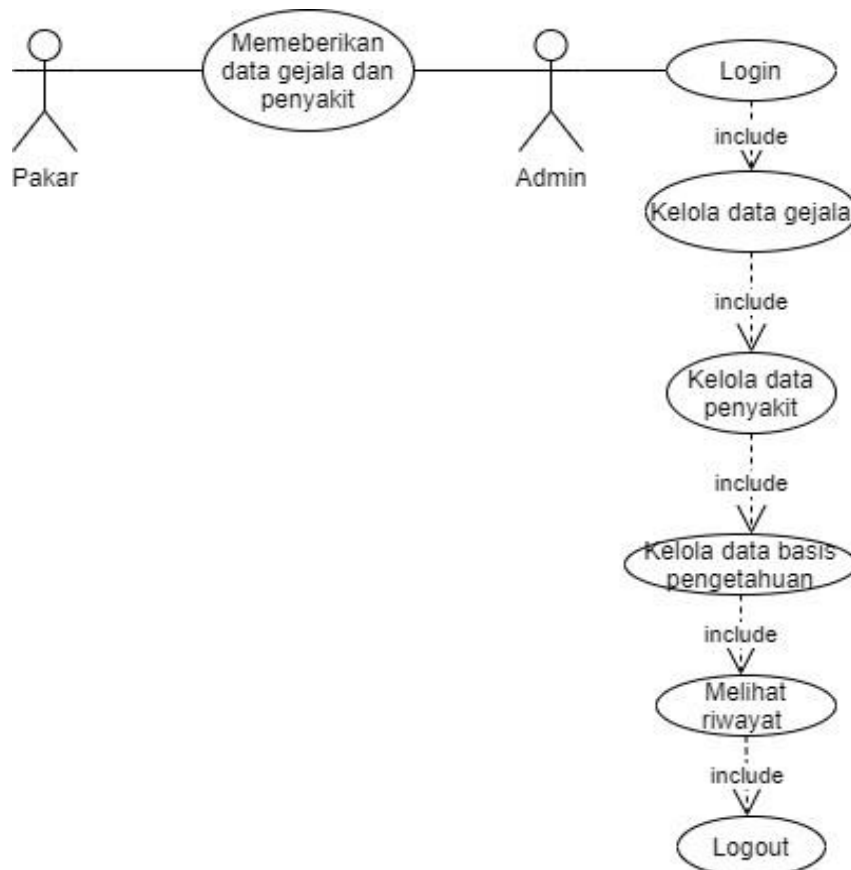 Memeberikan
data gejala dan
penyakit
Pakar
Admin
Login
include
Kelola data gejala
include
Kelola data
penyakit
include
Kelola data basis
pengetahuan
include
Melihat
riwayat
include
Logout